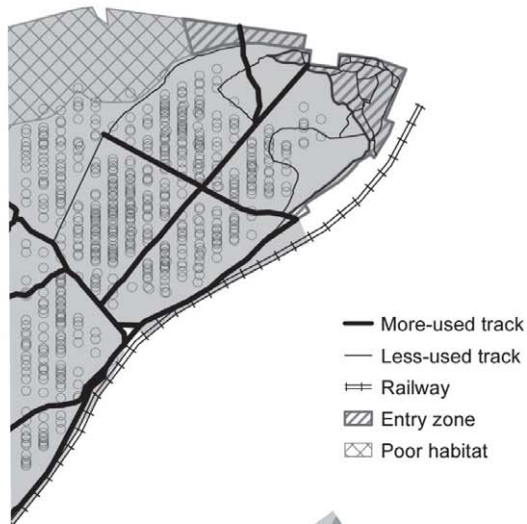 More-used track
Less-used track
Railway
Entry zone
Poor habitat